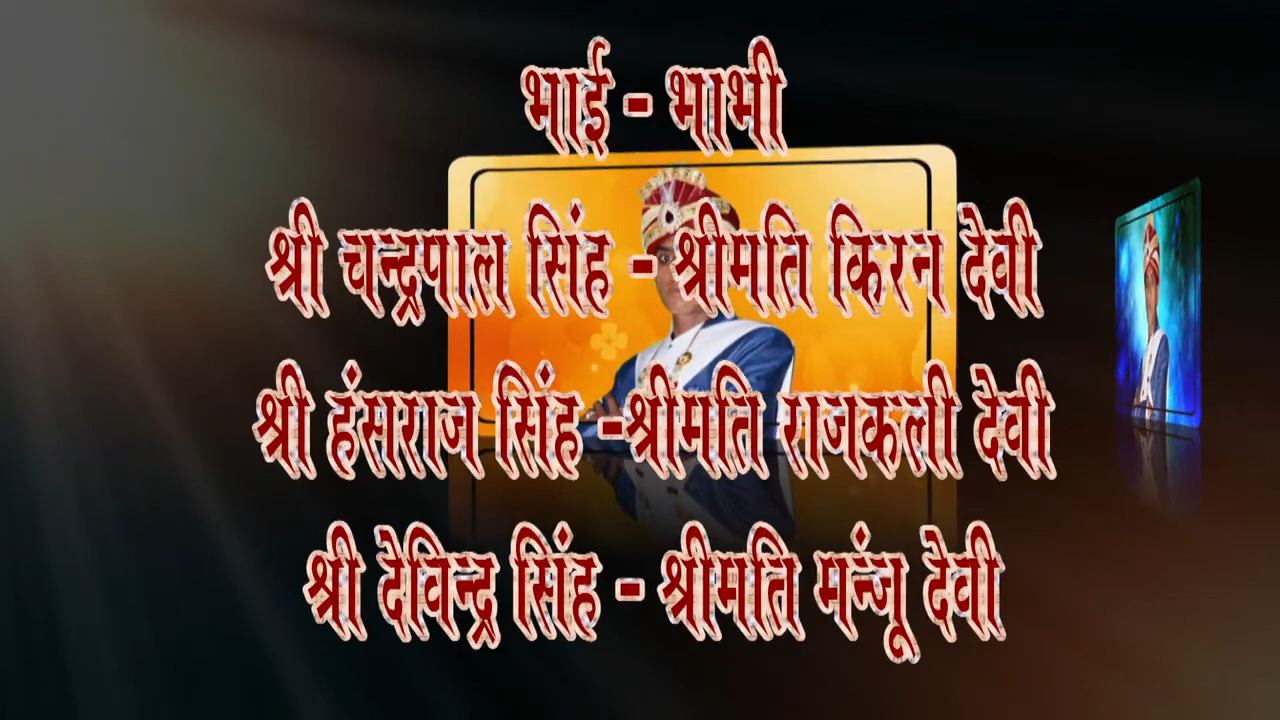 भाई - भाभी
श्री चन्द्रपाल सिंह - श्रीमति किरन देवी
श्री हंसराज सिंह -श्रीमति राजकली देवी
श्री देविन्द्र सिंह - श्रीमति मन्जूं देवी